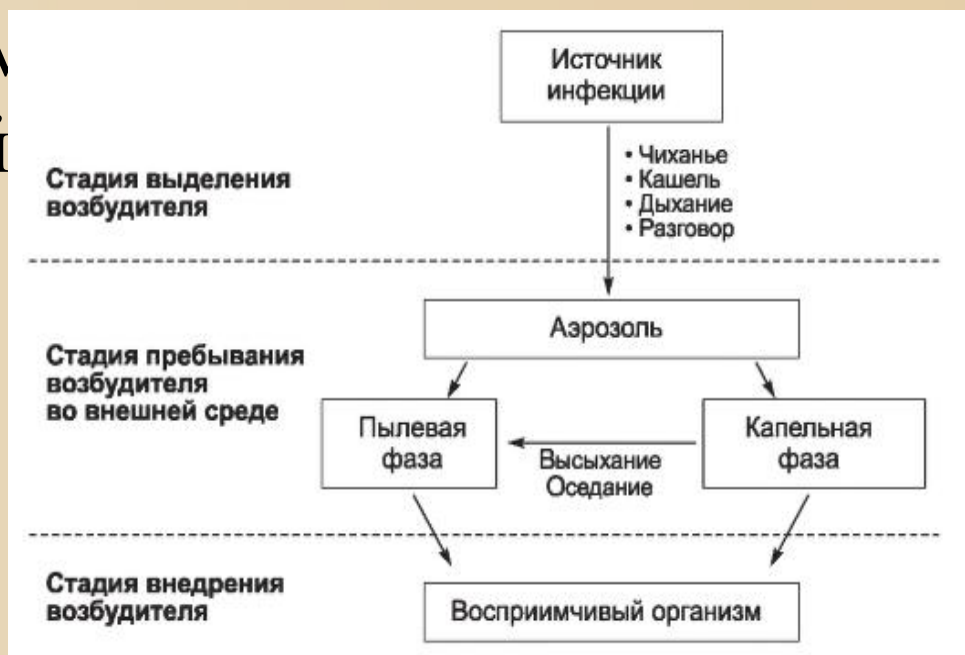 Источник
инфекции
• Чиханье
• Кашель
• Дыхание
• Разговор
Стадия выделения
возбудителя
Аэрозоль
Стадия пребывания
возбудителя
во внешней среде
Пылевая
фаза
Высыхание
Оседание
Капельная
фаза
Стадия внедрения
возбудителя
Восприимчивый организм